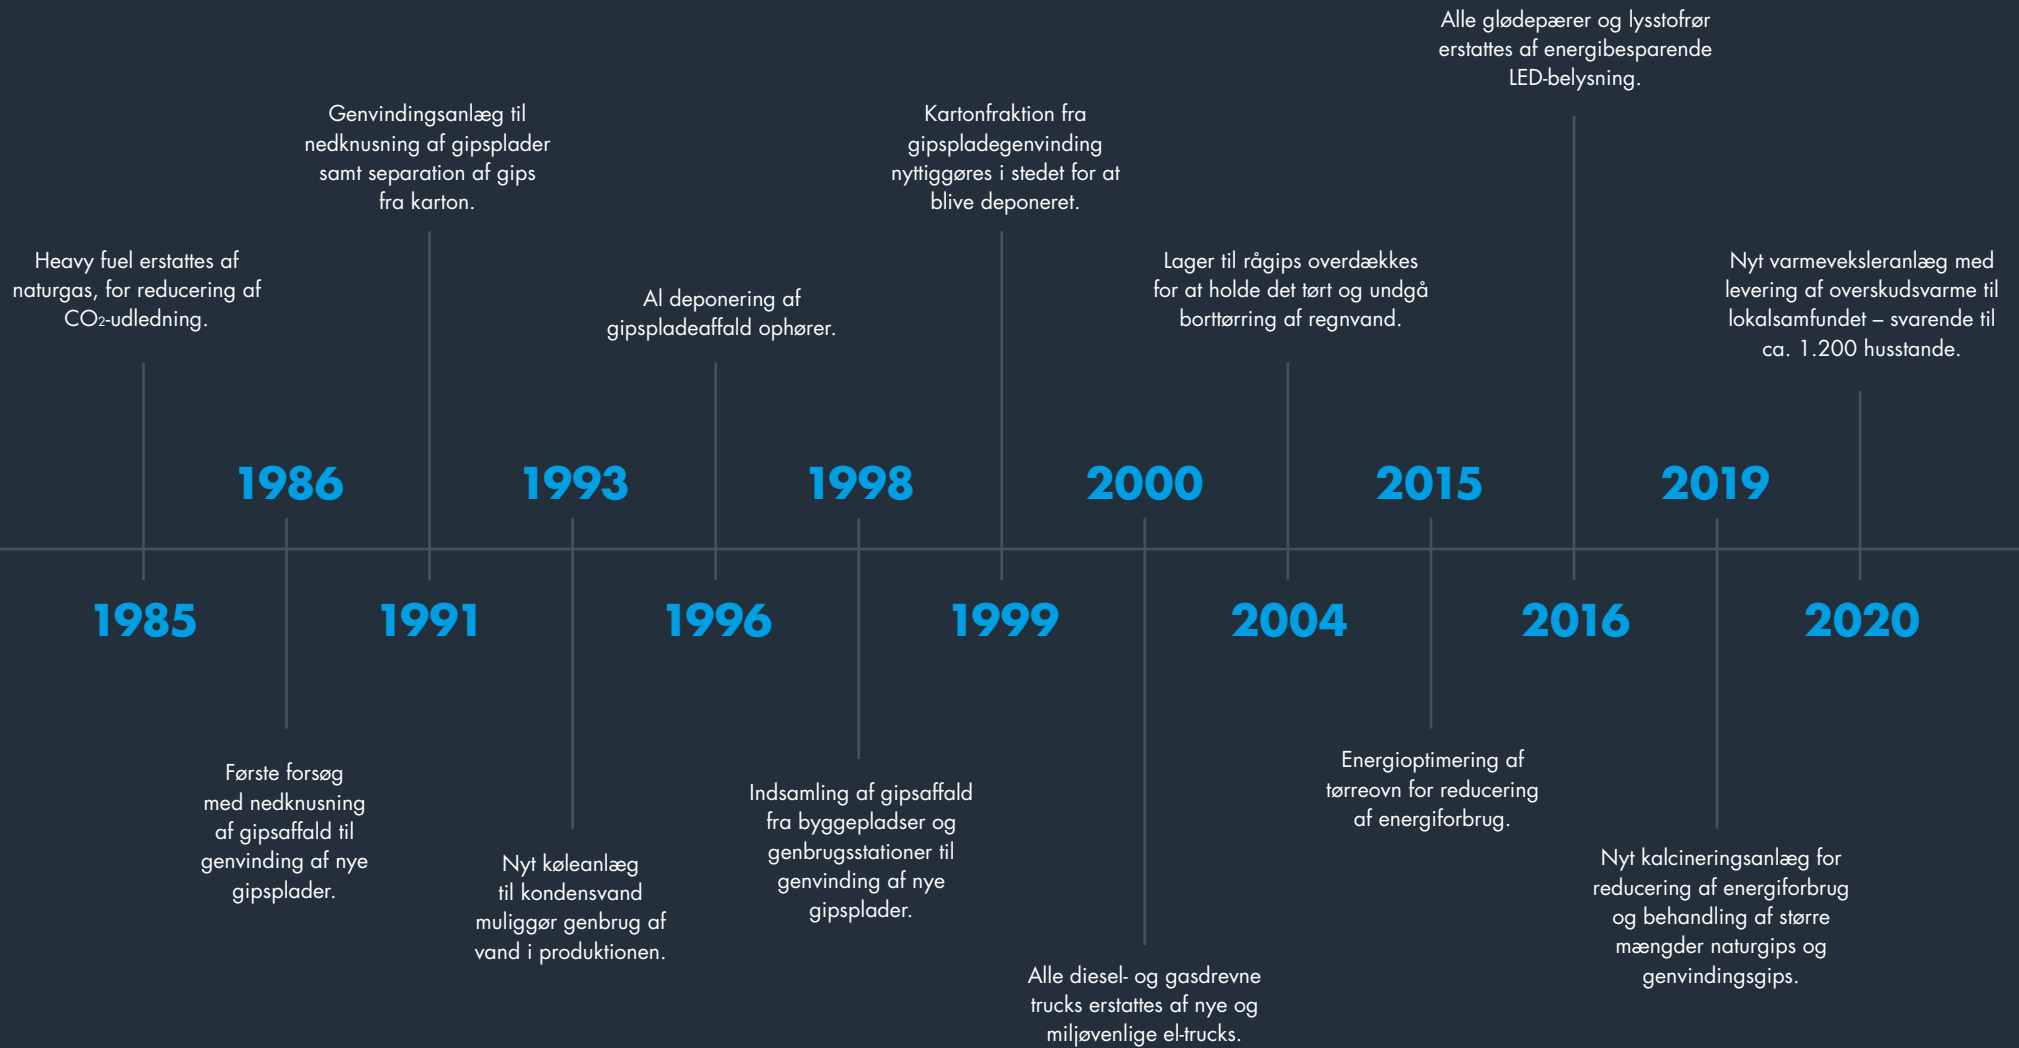 1985
Heavy fuel erstattes af
naturgas, for reducering af
CO₂-udledning.
1986
Første forsøg
med nedknusning
af gipsaffald til
genvinding af nye
gipsplader.
1991
Genvindingsanlæg til
nedknusning af gipsplader
samt separation af gips
fra karton.
1993
Nyt køleanlæg
til kondensvand
muliggør genbrug af
vand i produktionen.
1996
Al deponering af
gipspladeaffald ophører.
1998
Indsamling af gipsaffald
fra byggepladser og
genbrugsstationer til
genvinding af nye
gipsplader.
1999
Kartonfraktion fra
gipspladegenvinding
nyttiggøres i stedet for at
blive deponeret.
2000
Alle diesel- og gasdrevne
trucks erstattes af nye og
miljøvenlige el-trucks.
2004
Lager til rågips overdækkes
for at holde det tørt og undgå
borttørring af regnvand.
2015
Energioptimering af
tørreovn for reducering
af energiforbrug.
2016
Alle glødepærer og lysstofrør
erstattes af energibesparende
LED-belysning.
2019
Nyt kalcineringsanlæg for
reducering af energiforbrug
og behandling af større
mængder naturgips og
genvindingsgips.
2020
Nyt varmeveksleranlæg med
levering af overskudsvarme til
lokalsamfundet – svarende til
ca. 1.200 husstande.